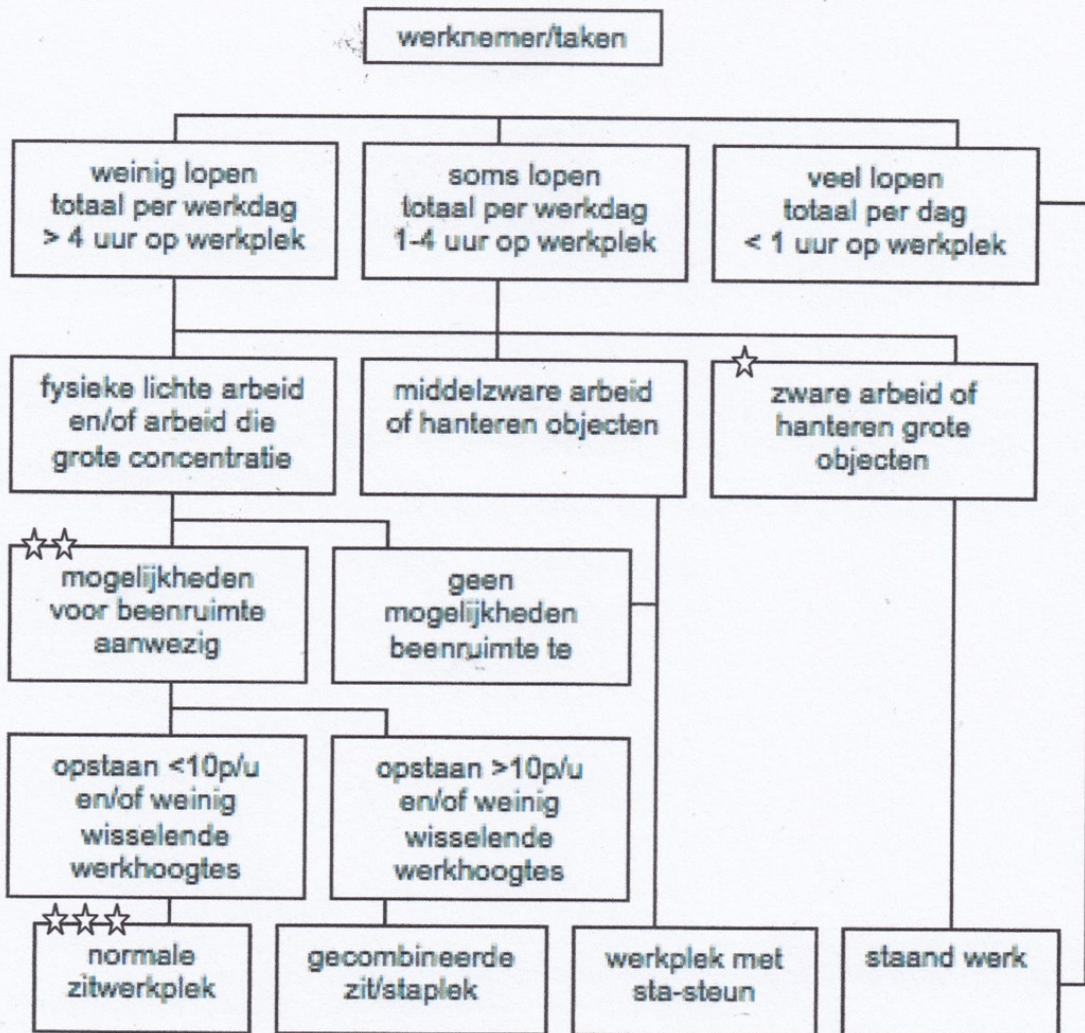 werknemer/taken
weinig lopen
totaal per werkdag
> 4 uur op werkplek
soms lopen
totaal per werkdag
1-4 uur op werkplek
veel lopen
totaal per dag
< 1 uur op werkplek
fysieke lichte arbeid
en/of arbeid die
grote concentratie
middelzware arbeid
of hanteren objecten
zware arbeid of
hanteren grote
objecten
mogelijkheden
voor beenruimte
aanwezig
geen
mogelijkheden
beenruimte te
opstaan <10p/u
en/of weinig
wisselende
werkhoogtes
opstaan >10p/u
en/of weinig
wisselende
werkhoogtes
normale
zitwerkplek
gecombineerde
zit/staplek
werkplek met
sta-steun
staand werk